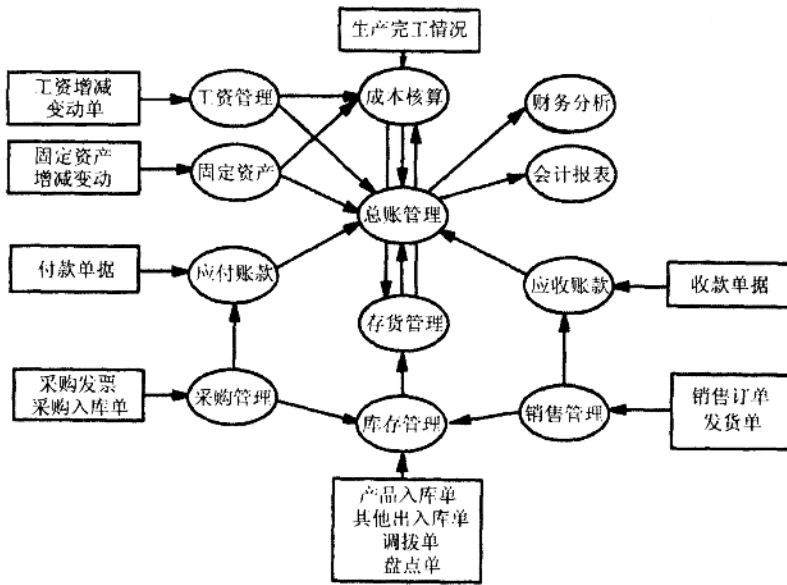 生产完工情况
工资增减
变动单
工资管理
成本核算
财务分析
固定资产
增减变动
固定资产
会计报表
总账管理
付款单据
应付账款
应收账款
收款单据
存货管理
采购发票
采购入库单
采购管理
库存管理
销售管理
销售订单
发货单
产品入库单
其他出入库单
调拨单
盘点单